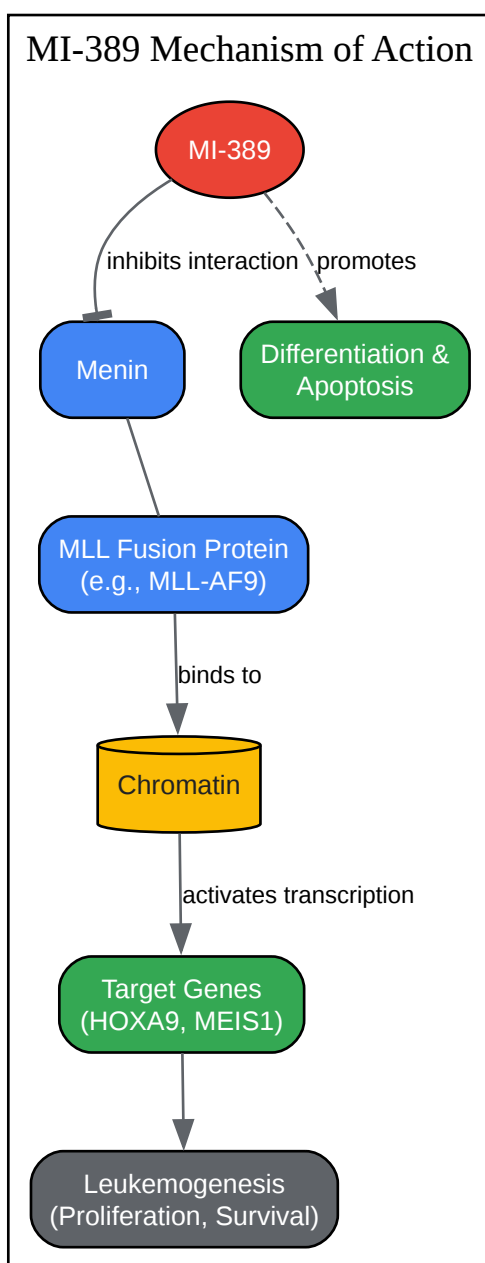 MI-389 Mechanism of Action
MI-389
inhibits interaction
promotes
Menin
Differentiation &
Apoptosis
MLL Fusion Protein
(e.g., MLL-AF9)
binds to
Chromatin
activates transcription
Target Genes
(HOXA9, MEIS1)
Leukemogenesis
(Proliferation, Survival)